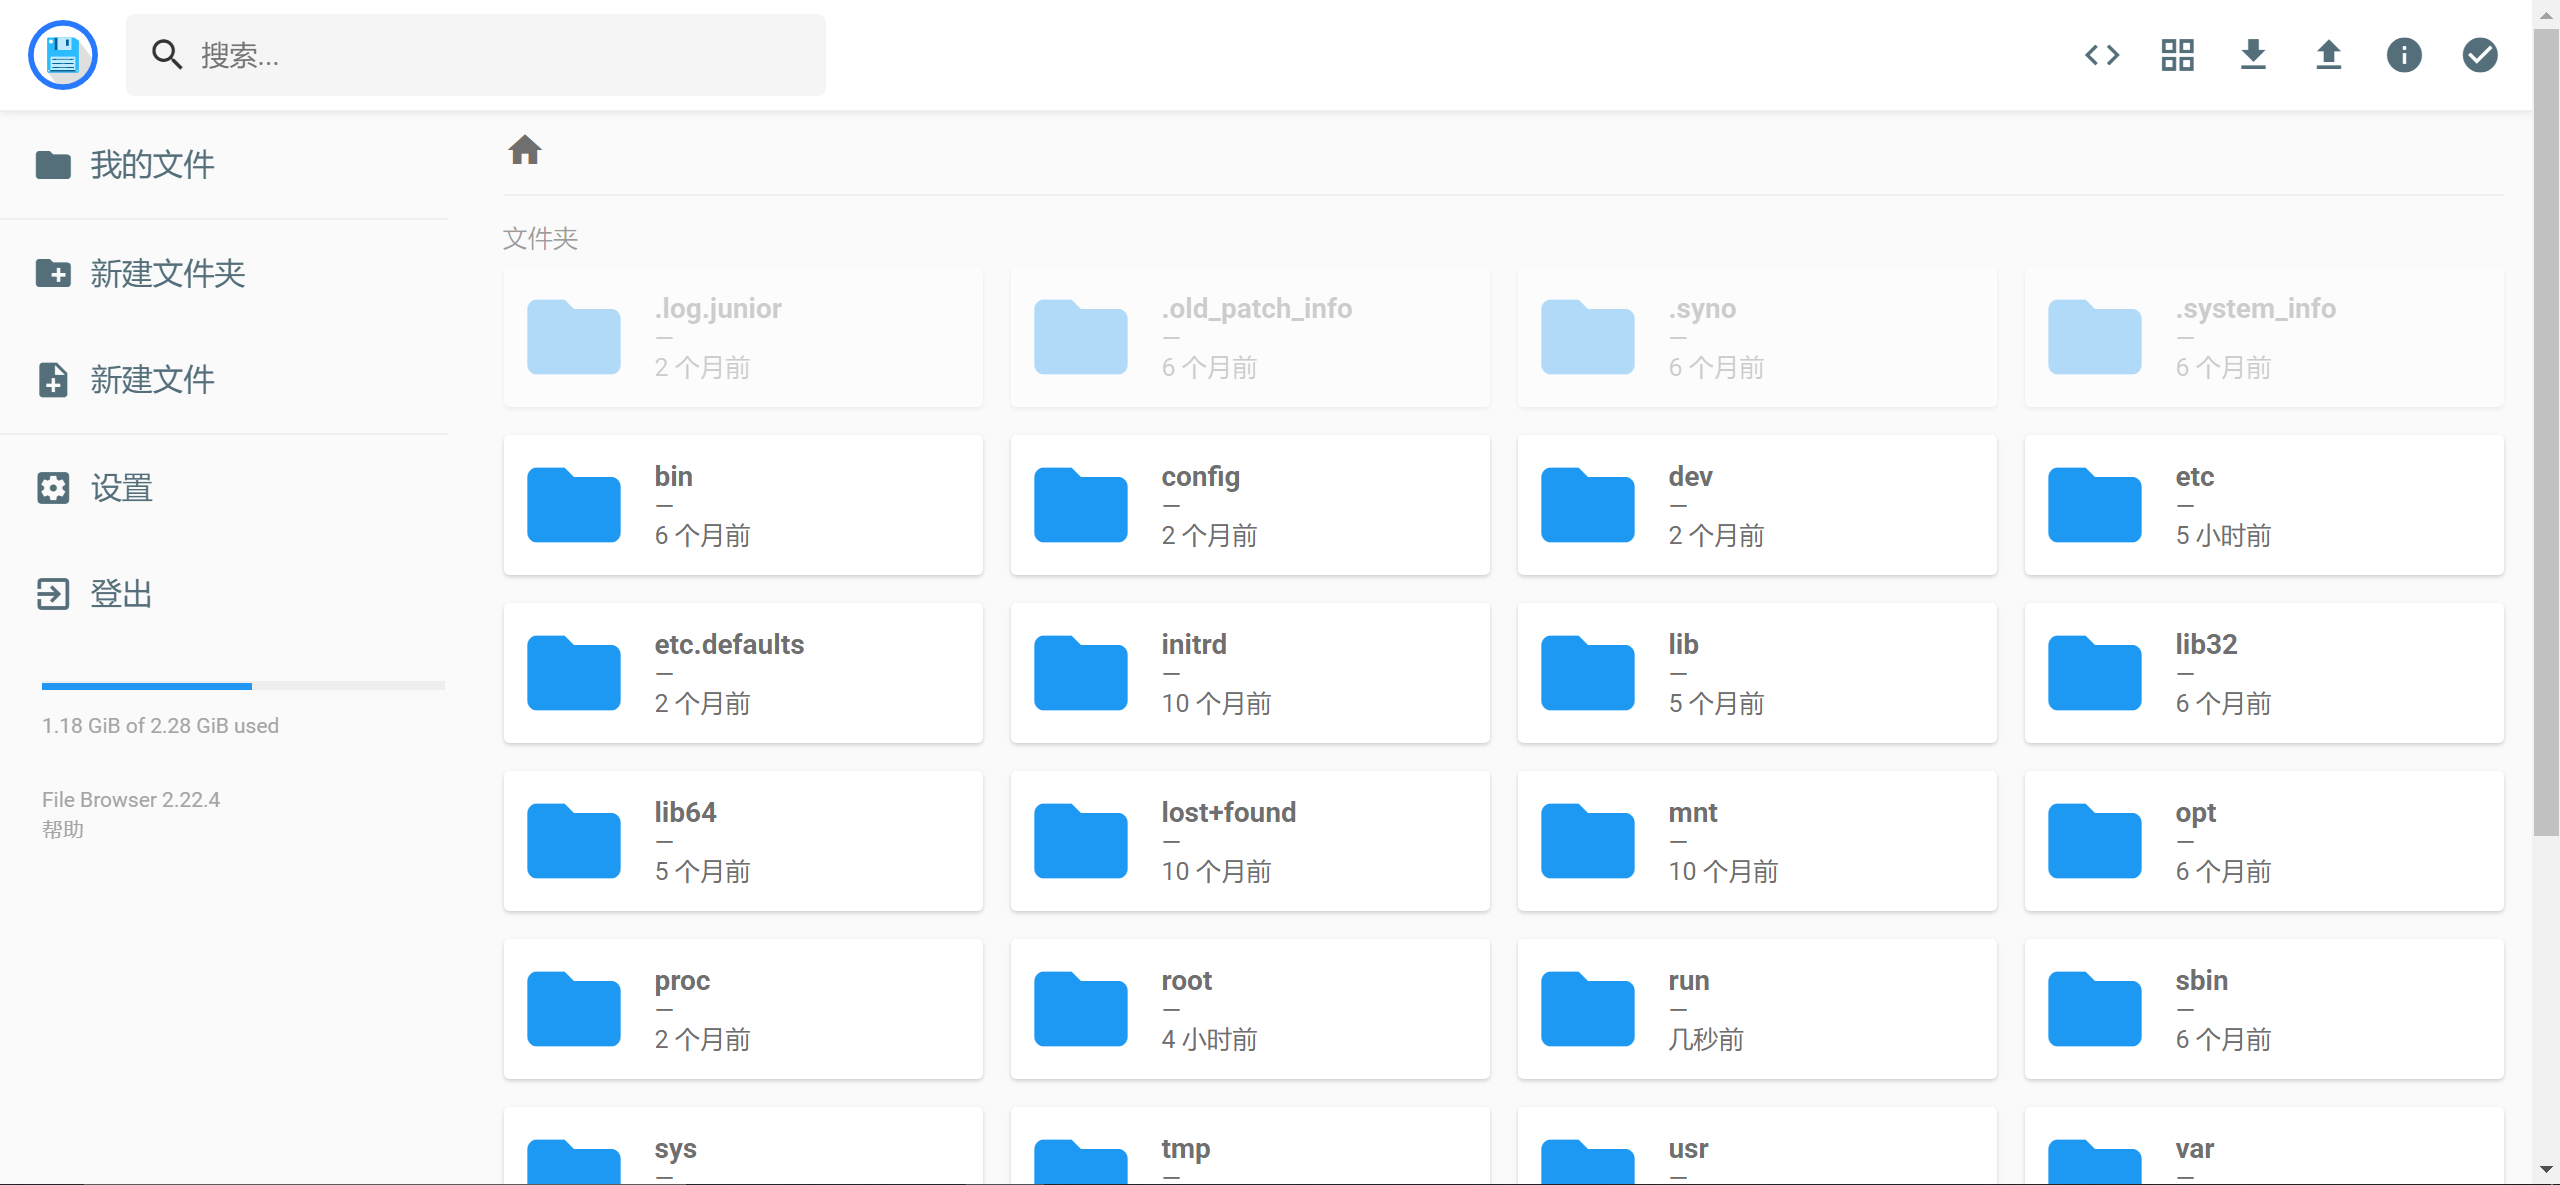 搜索...
我的文件
新建文件夹
新建文件
设置
登出
1.18 GiB of 2.28 GiB used
File Browser 2.22.4
帮助
文件夹
.log.junior
—
2 个月前
.old_patch_info
—
6 个月前
.syno
—
6 个月前
.system_info
—
6 个月前
bin
—
6 个月前
config
—
2 个月前
dev
—
2 个月前
etc
—
5 小时前
etc.defaults
—
2 个月前
initrd
—
10 个月前
lib
—
5 个月前
lib32
—
6 个月前
lib64
—
5 个月前
lost+found
—
10 个月前
mnt
—
10 个月前
opt
—
6 个月前
proc
—
2 个月前
root
—
4 小时前
run
—
几秒前
sbin
—
6 个月前
sys
—
tmp
—
usr
—
var
—